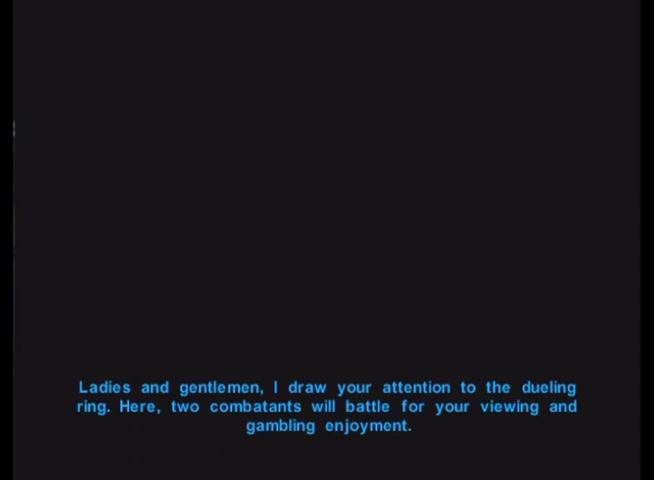 Ladies and gentlemen, I draw your attention to the dueling
ring. Here, two combatants will battle for your viewing and
gambling enjoyment.